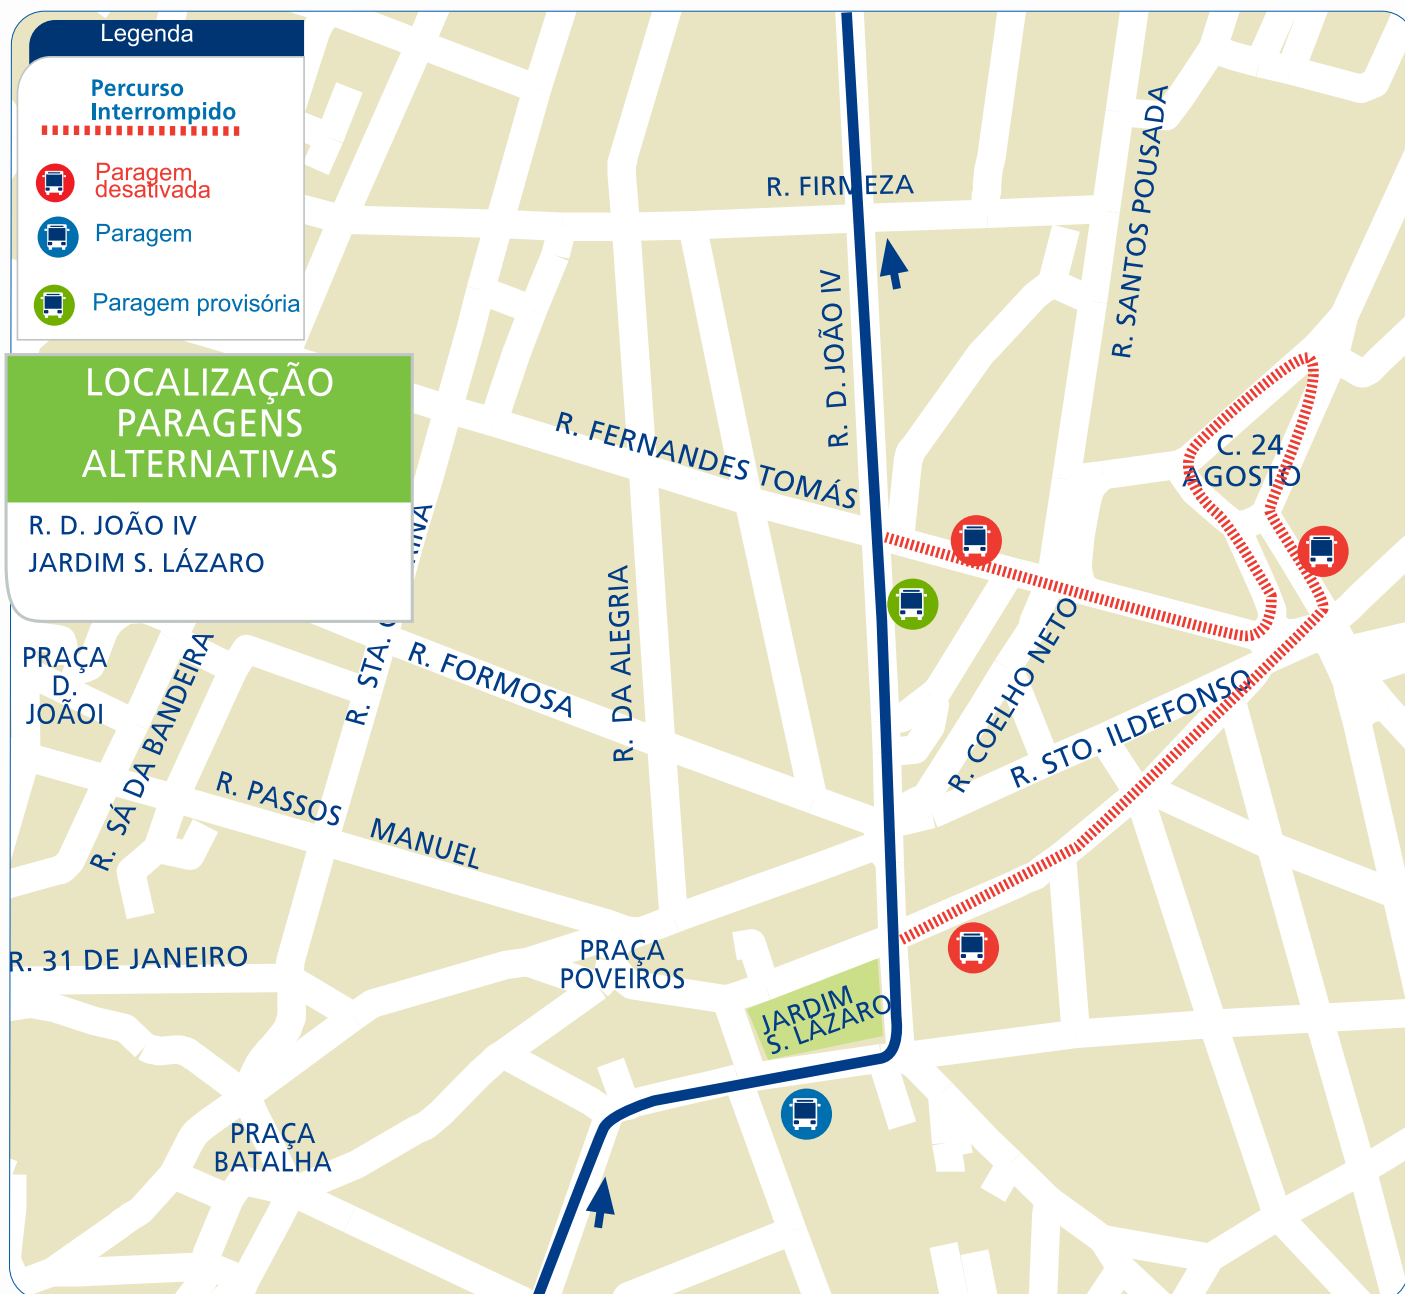 Legenda
Percurso
Interrompido
Paragem
desativada
Paragem
Paragem provisória
LOCALIZAÇÃO
PARAGENS
ALTERNATIVAS
R. D. JOÃO IV
JARDIM S. LÁZARO
R. FIRMEZA
R. SANTOS POUSADA
R. D. JOÃO IV
R. FERNANDES TOMÁS
C. 24
AGOSTO
R. STA.
R. DA ALEGRIA
R. FORMOSA
R. COELHO NETO
R. STO. ILDEFONSO
PRAÇA
D.
JOÃOI
R. SÁ DA BANDEIRA
R. PASSOS MANUEL
R. 31 DE JANEIRO
PRAÇA
POVEIROS
JARDIM
S. LÁZARO
PRAÇA
BATALHA